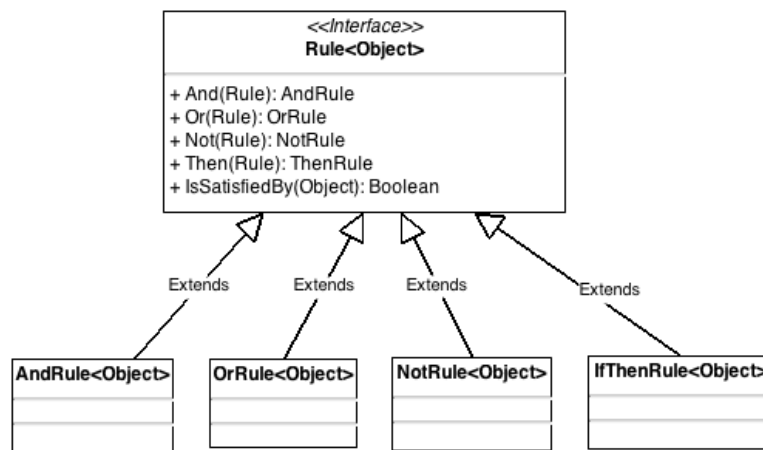 <<Interface>>
Rule<Object>
+ And(Rule): AndRule
+ Or(Rule): OrRule
+ Not(Rule): NotRule
+ Then(Rule): ThenRule
+ IsSatisfiedBy(Object): Boolean
Extends
Extends
Extends
Extends
AndRule<Object>
OrRule<Object>
NotRule<Object>
IfThenRule<Object>